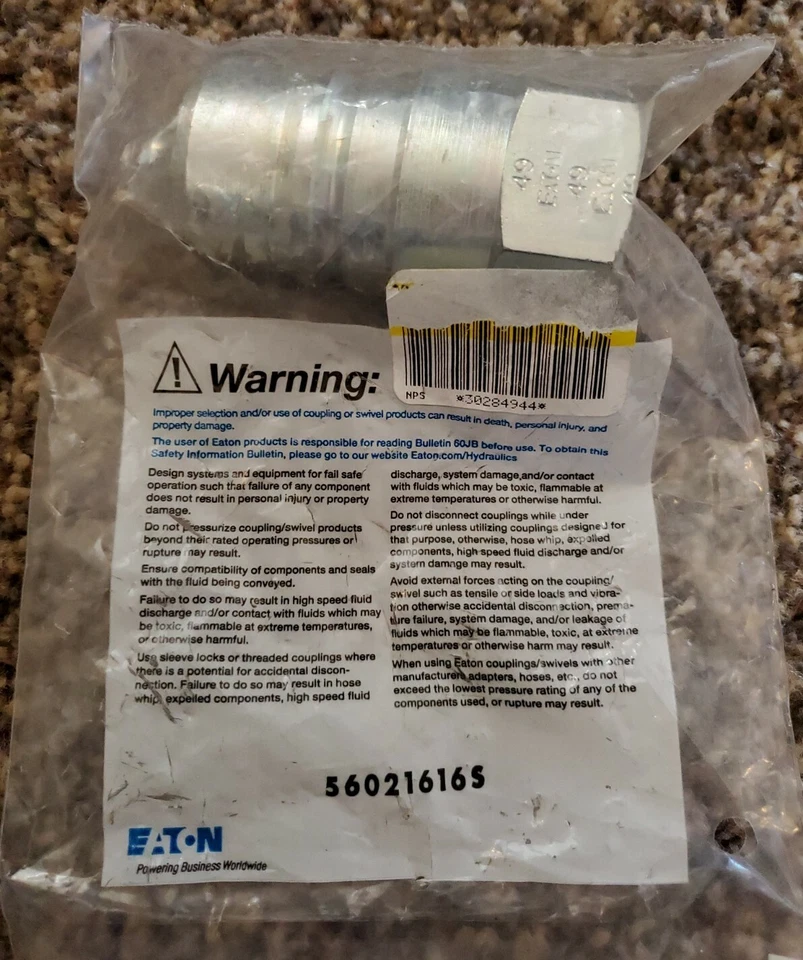 49
EATON
49
EATON
49
NPS *30284944*
Warning:
Improper selection and/or use of coupling or swivel products can result in death, personal injury, and
property damage.
The user of Eaton products is responsible for reading Bulletin 60JB before use. To obtain this
Safety Information Bulletin, please go to our website Eaton.com/Hydraulics
Design systems and equipment for fail safe
operation such that failure of any component
does not result in personal injury or property
damage.
Do not pressurize coupling/swivel products
beyond their rated operating pressures or
rupture may result.
Ensure compatibility of components and seals
with the fluid being conveyed.
Failure to do so may result in high speed fluid
discharge and/or contact with fluids which may
be toxic, flammable at extreme temperatures,
or otherwise harmful.
Use sleeve locks or threaded couplings where
there is a potential for accidental discon-
nection. Failure to do so may result in hose
whip, expelled components, high speed fluid
discharge, system damage,and/or contact
with fluids which may be toxic, flammable at
extreme temperatures or otherwise harmful.
Do not disconnect couplings while under
pressure unless utilizing couplings designed for
that purpose, otherwise, hose whip, expelled
components, high speed fluid discharge and/or
system damage may result.
Avoid external forces acting on the coupling/
swivel such as tensile or side loads and vibra-
tion otherwise accidental disconnection, prema-
ture failure, system damage, and/or leakage of
fluids which may be flammable, toxic, at extreme
temperatures or otherwise harm may result.
When using Eaton couplings/swivels with other
manufacturers adapters, hoses, etc., do not
exceed the lowest pressure rating of any of the
components used, or rupture may result.
56021616S
EATON
Powering Business Worldwide